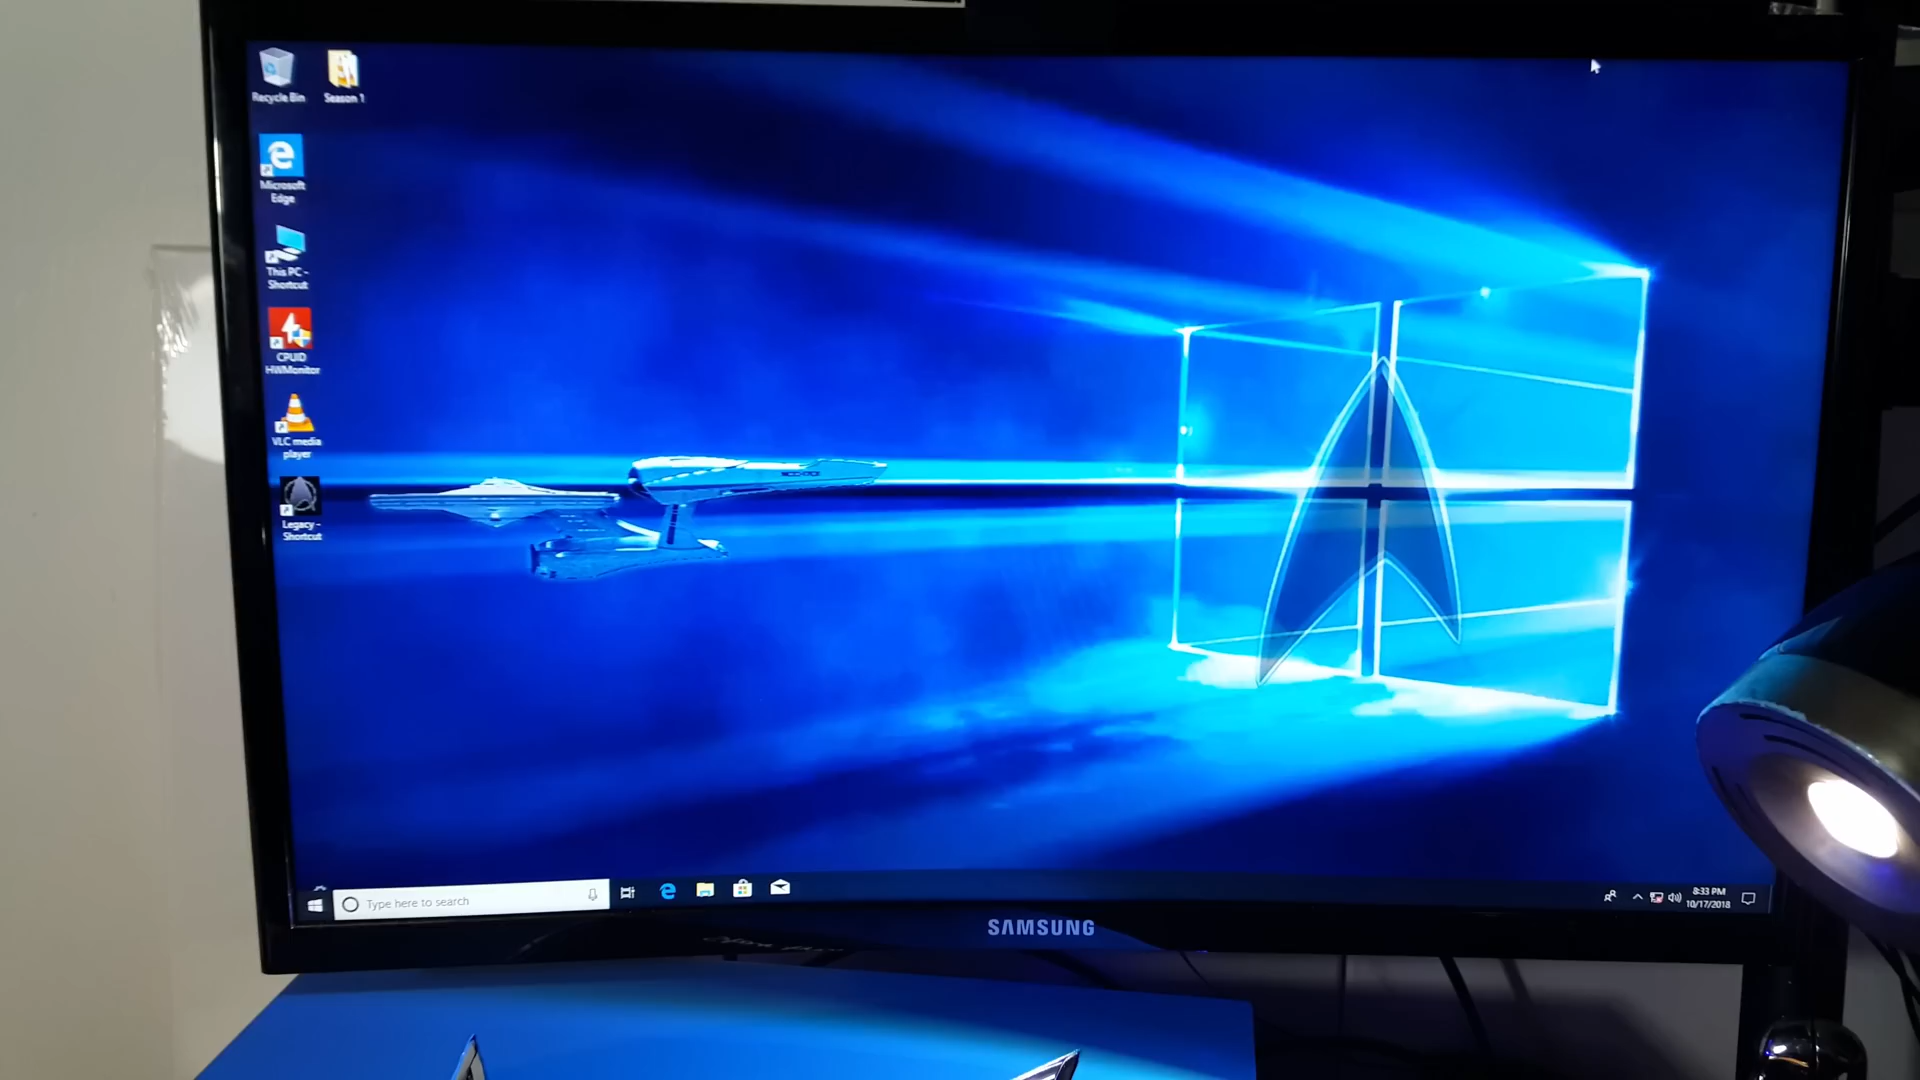 Recycle Bin
Season 1
Microsoft
Edge
This PC -
Shortcut
CPUID
HWMonitor
VLC media
player
Legacy -
Shortcut
Type here to search
8:33 PM
10/17/2018
SAMSUNG